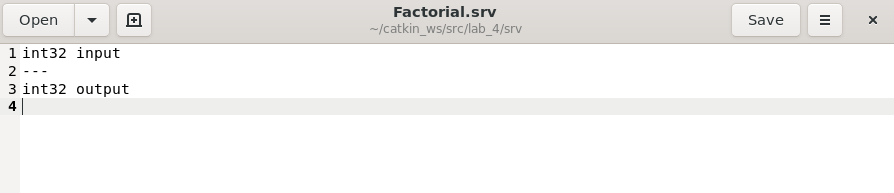 Open
Factorial.srv
~/catkin_ws/src/lab_4/srv
Save
1 int32 input
2 ---
3 int32 output
4